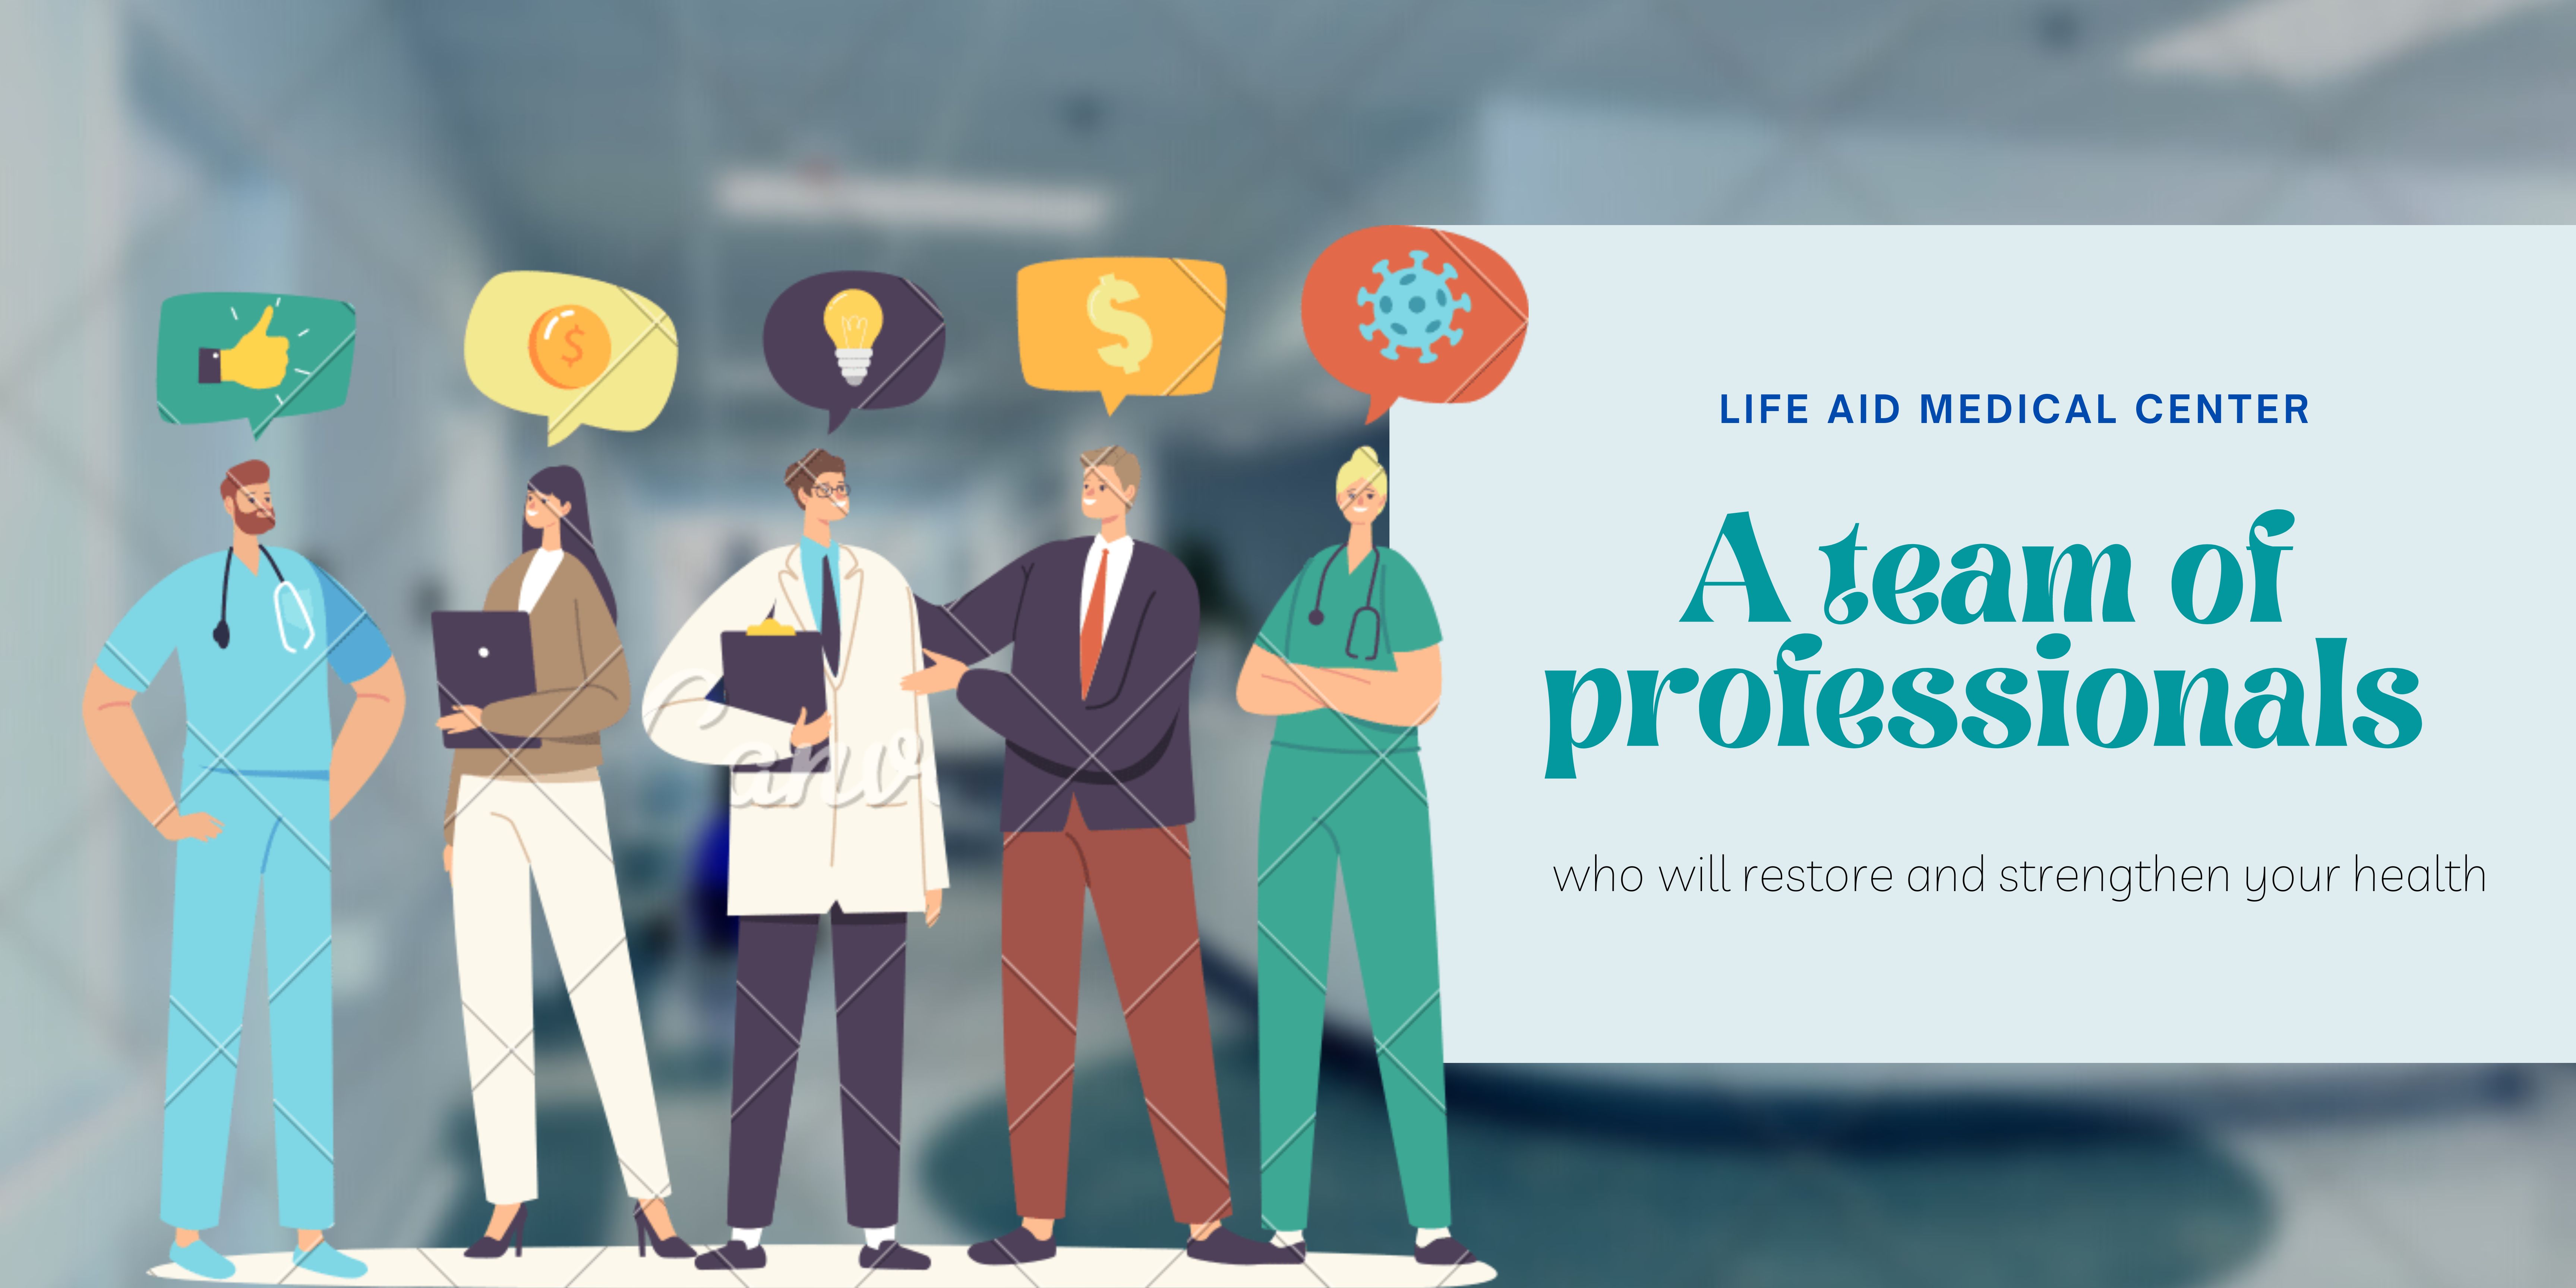 LIFE AID MEDICAL CENTER
A team of
professionals
who will restore and strengthen your health
$
$